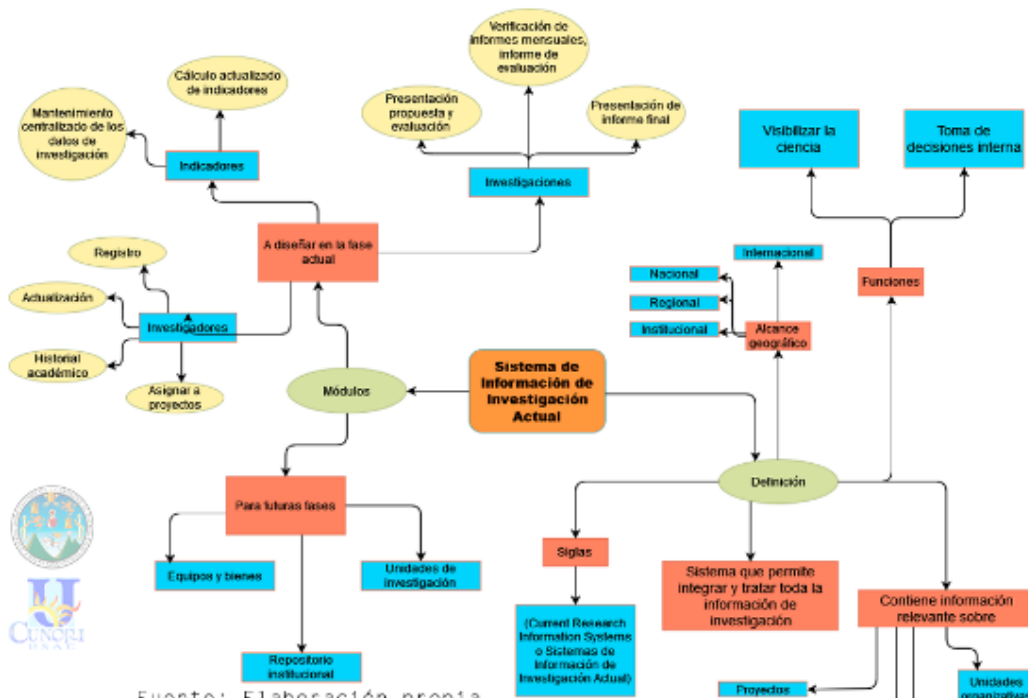 Verificación de
informes mensuales,
informe de
evaluación
Cálculo actualizado
de indicadores
Mantenimiento
centralizado de los
datos de
investigación
Presentación
propuesta y
evaluación
Presentación de
informe final
Visibilizar la
ciencia
Toma de
decisiones interna
Indicadores
Investigaciones
A diseñar en la fase
actual
Registro
Actualización
Investigadores
Historial
académico
Asignar a
proyectos
Internacional
Nacional
Regional
Institucional
Alcance
geográfico
Funciones
Módulos
Sistema de
Información de
Investigación
Actual
Definición
Para futuras fases
Equipos y bienes
Unidades de
investigación
Repositorio
institucional
Siglas
(Current Research
Information Systems
o Sistemas de
Información de
Investigación Actual)
Sistema que permite
integrar y tratar toda la
información de
investigación
Contiene información
relevante sobre
Proyectos
Unidades
CUNORI
USAC
Fuente: Elaboración propia